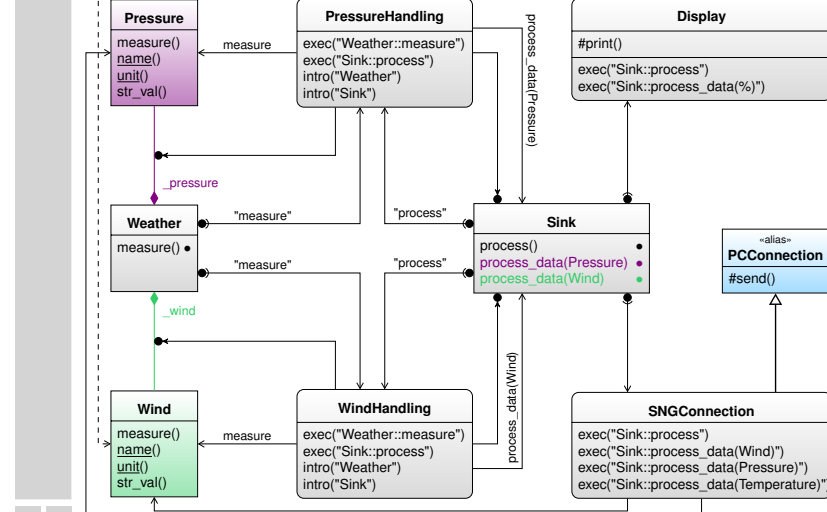 Pressure
measure()
name()
unit()
str_val()
measure
PressureHandling
exec("Weather::measure")
exec("Sink::process")
intro("Weather")
intro("Sink")
process_data(Pressure)
Display
#print()
exec("Sink::process")
exec("Sink::process_data(%)")
_pressure
Weather
measure()
"measure"
"measure"
"process"
"process"
Sink
process()
process_data(Pressure)
process_data(Wind)
«alias»
PCConnection
#send()
_wind
Wind
measure()
name()
unit()
str_val()
measure
WindHandling
exec("Weather::measure")
exec("Sink::process")
intro("Weather")
intro("Sink")
process_data(Wind)
SNGConnection
exec("Sink::process")
exec("Sink::process_data(Wind)")
exec("Sink::process_data(Pressure)")
exec("Sink::process_data(Temperature")